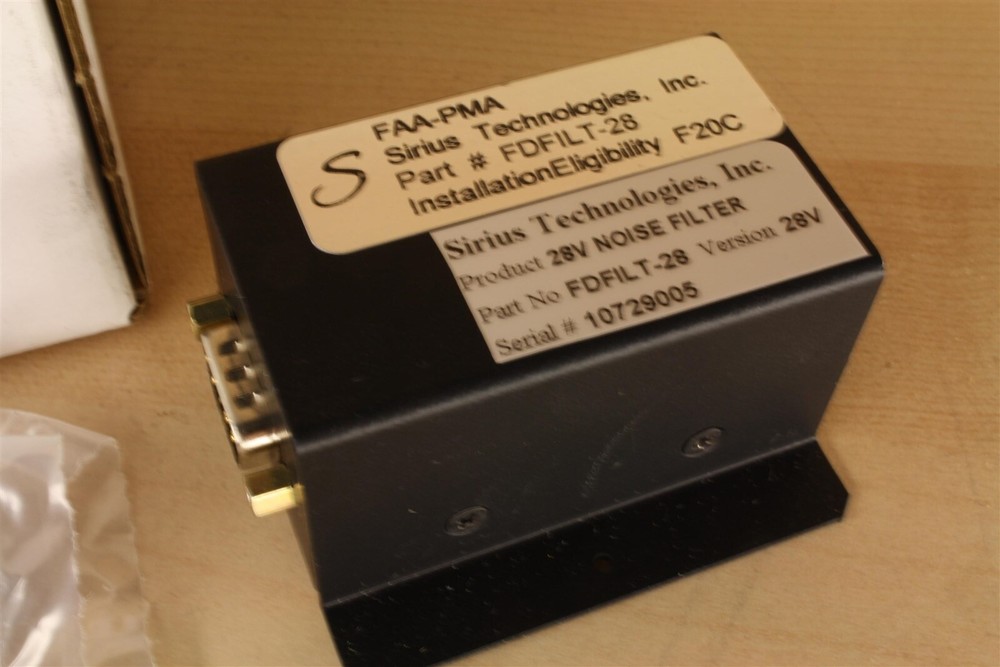 FAA-PMA
S
Sirius Technologies, Inc.
Part # FDFILT-28
InstallationEligibility F20C
Sirius Technologies, Inc.
Product 28V NOISE FILTER
Part No FDFILT-28 Version 28V
Serial # 10729005